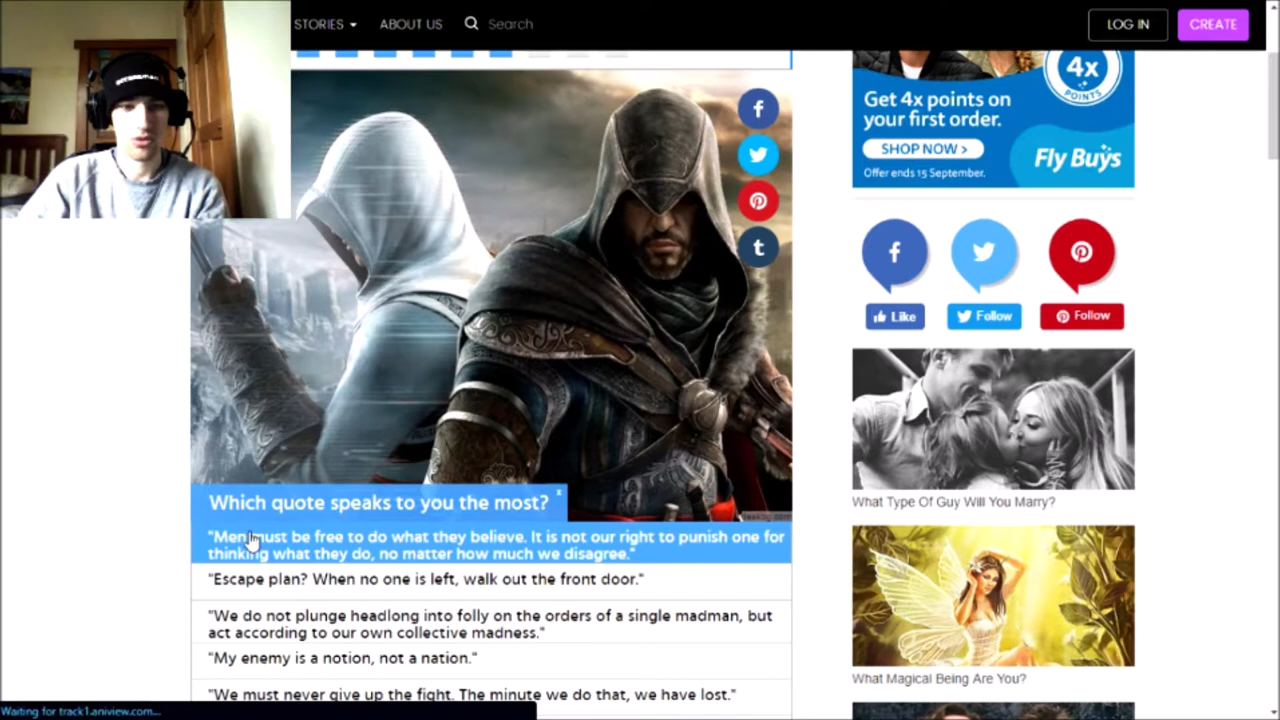 STORIES
ABOUT US
Search
LOG IN
CREATE
4x
POINTS
Get 4x points on
your first order.
SHOP NOW >
Fly Buys
Offer ends 15 September.
Like
Follow
Follow
Which quote speaks to you the most?
x
"Men must be free to do what they believe. It is not our right to punish one for
thinking what they do, no matter how much we disagree."
"Escape plan? When no one is left, walk out the front door."
"We do not plunge headlong into folly on the orders of a single madman, but
act according to our own collective madness."
"My enemy is a notion, not a nation."
"We must never give up the fight. The minute we do that, we have lost."
What Type Of Guy Will You Marry?
What Magical Being Are You?
Waiting for track1.aniview.com...